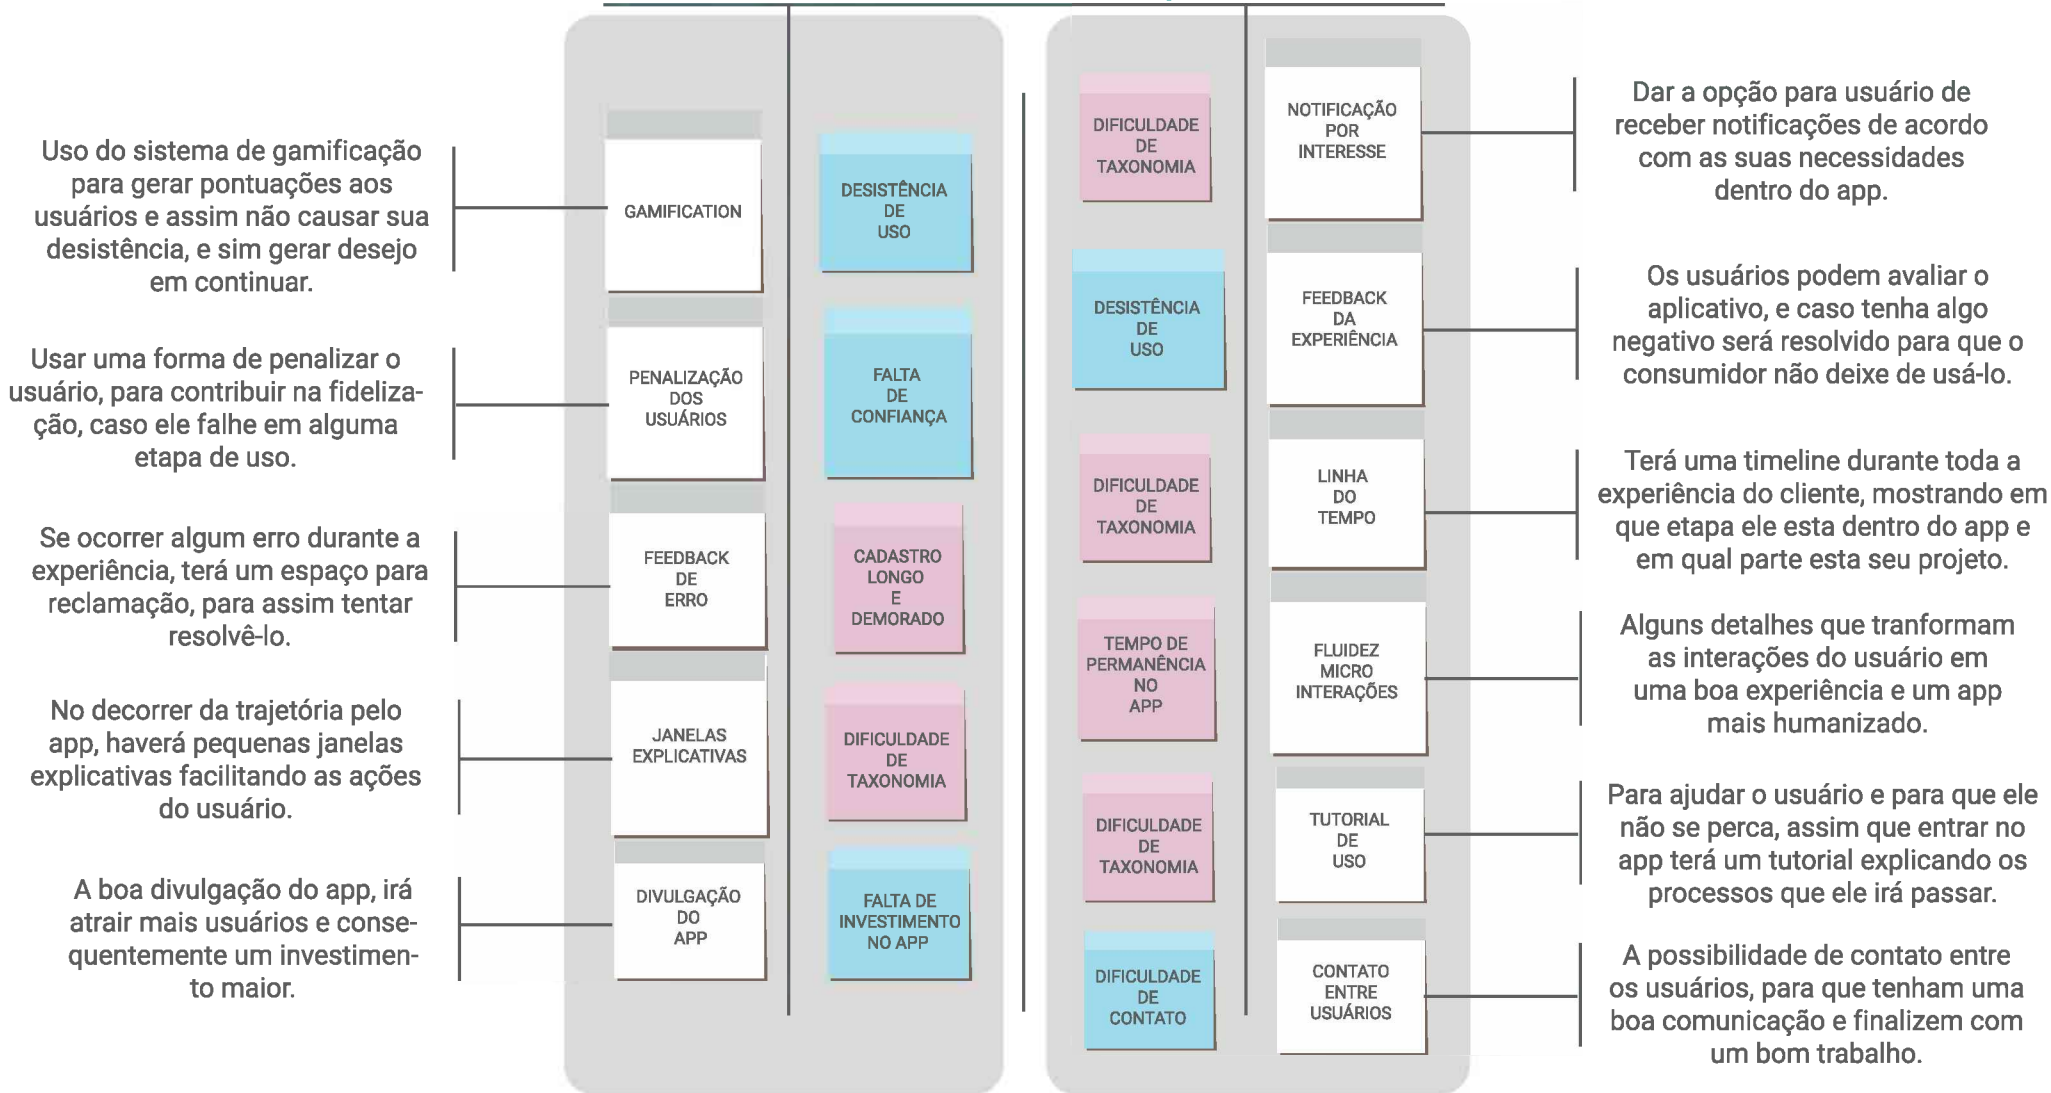 Uso do sistema de gamificação
para gerar pontuações aos
usuários e assim não causar sua
desistência, e sim gerar desejo
em continuar.
GAMIFICATION
DESISTÊNCIA
DE
USO
Usar uma forma de penalizar o
usuário, para contribuir na fideliza-
ção, caso ele falhe em alguma
etapa de uso.
PENALIZAÇÃO
DOS
USUÁRIOS
FALTA
DE
CONFIANÇA
Se ocorrer algum erro durante a
experiência, terá um espaço para
reclamação, para assim tentar
resolvê-lo.
FEEDBACK
DE
ERRO
CADASTRO
LONGO
E
DEMORADO
No decorrer da trajetória pelo
app, haverá pequenas janelas
explicativas facilitando as ações
do usuário.
JANELAS
EXPLICATIVAS
DIFICULDADE
DE
TAXONOMIA
A boa divulgação do app, irá
atrair mais usuários e conse-
quentemente um investimen-
to maior.
DIVULGAÇÃO
DO
APP
FALTA DE
INVESTIMENTO
NO APP
DIFICULDADE
DE
TAXONOMIA
NOTIFICAÇÃO
POR
INTERESSE
Dar a opção para usuário de
receber notificações de acordo
com as suas necessidades
dentro do app.
DESISTÊNCIA
DE
USO
FEEDBACK
DA
EXPERIÊNCIA
Os usuários podem avaliar o
aplicativo, e caso tenha algo
negativo será resolvido para que o
consumidor não deixe de usá-lo.
DIFICULDADE
DE
TAXONOMIA
LINHA
DO
TEMPO
Terá uma timeline durante toda a
experiência do cliente, mostrando em
que etapa ele esta dentro do app e
em qual parte esta seu projeto.
TEMPO DE
PERMANÊNCIA
NO
APP
FLUIDEZ
MICRO
INTERAÇÕES
Alguns detalhes que tranformam
as interações do usuário em
uma boa experiência e um app
mais humanizado.
DIFICULDADE
DE
TAXONOMIA
TUTORIAL
DE
USO
Para ajudar o usuário e para que ele
não se perca, assim que entrar no
app terá um tutorial explicando os
processos que ele irá passar.
DIFICULDADE
DE
CONTATO
CONTATO
ENTRE
USUÁRIOS
A possibilidade de contato entre
os usuários, para que tenham uma
boa comunicação e finalizem com
um bom trabalho.